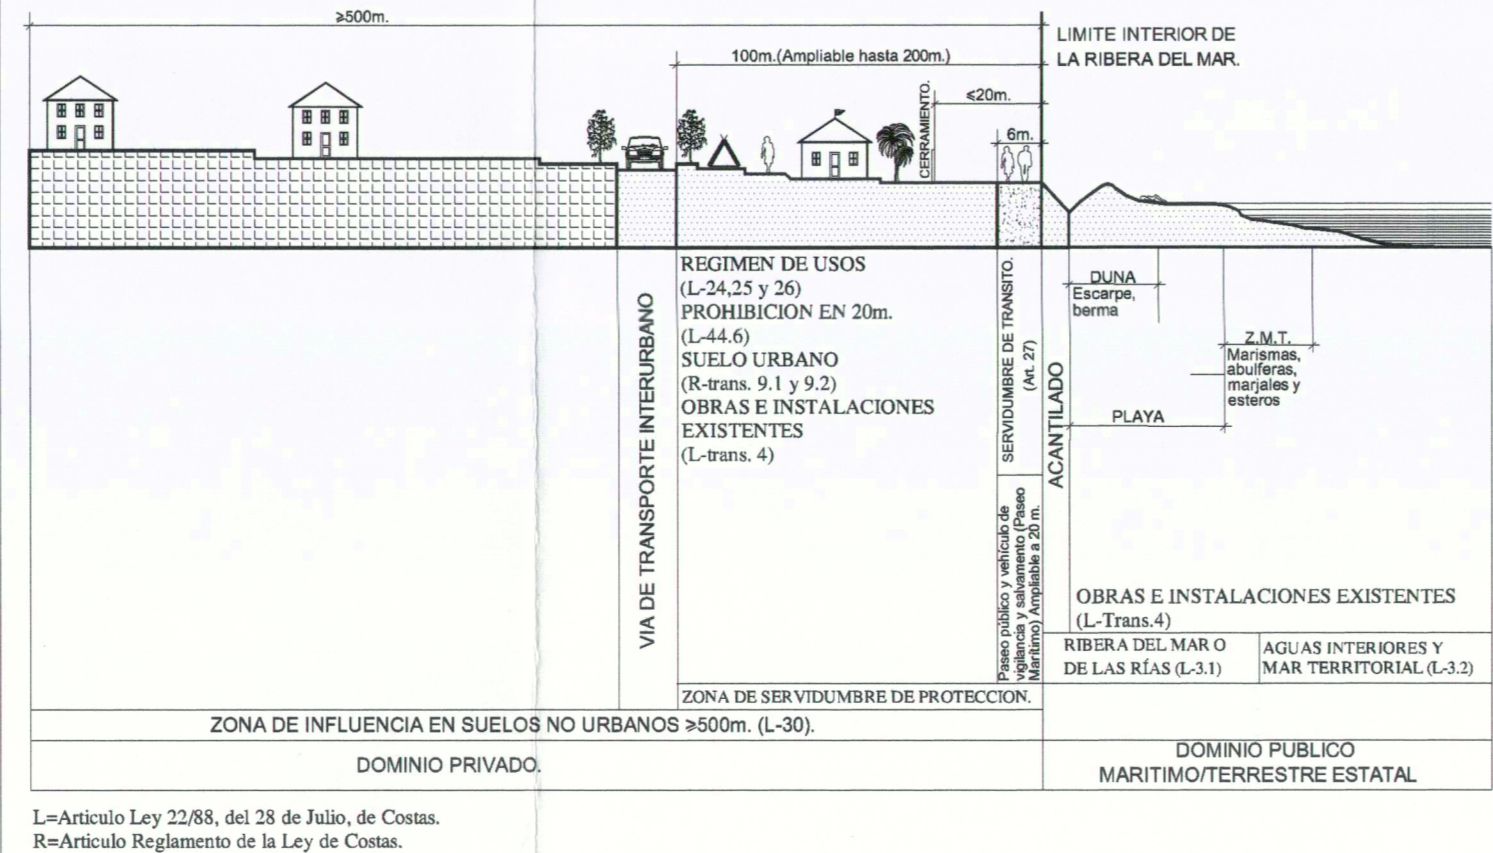 ≥500m.
LIMITE INTERIOR DE
LA RIBERA DEL MAR.
100m.(Ampliable hasta 200m.)
CERRAMIENTO.
≤20m.
6m.
REGIMEN DE USOS
(L-24,25 y 26)
PROHIBICION EN 20m.
(L-44.6)
SUELO URBANO
(R-trans. 9.1 y 9.2)
OBRAS E INSTALACIONES
EXISTENTES
(L-trans. 4)
VIA DE TRANSPORTE INTERURBANO
SERVIDUMBRE DE TRANSITO.
(Art. 27)
Paseo público y vehículo de
vigilancia y salvamento (Paseo
Marítimo) Ampliable a 20 m.
ACANTILADO
DUNA
Escarpe,
berma
Z.M.T.
Marismas,
abulferas,
marjales y
esteros
PLAYA
OBRAS E INSTALACIONES EXISTENTES
(L-Trans.4)
RIBERA DEL MAR O
DE LAS RÍAS (L-3.1)
AGUAS INTERIORES Y
MAR TERRITORIAL (L-3.2)
ZONA DE SERVIDUMBRE DE PROTECCION.
ZONA DE INFLUENCIA EN SUELOS NO URBANOS ≥500m. (L-30).
DOMINIO PRIVADO.
DOMINIO PUBLICO
MARITIMO/TERRESTRE ESTATAL
L=Articulo Ley 22/88, del 28 de Julio, de Costas.
R=Articulo Reglamento de la Ley de Costas.